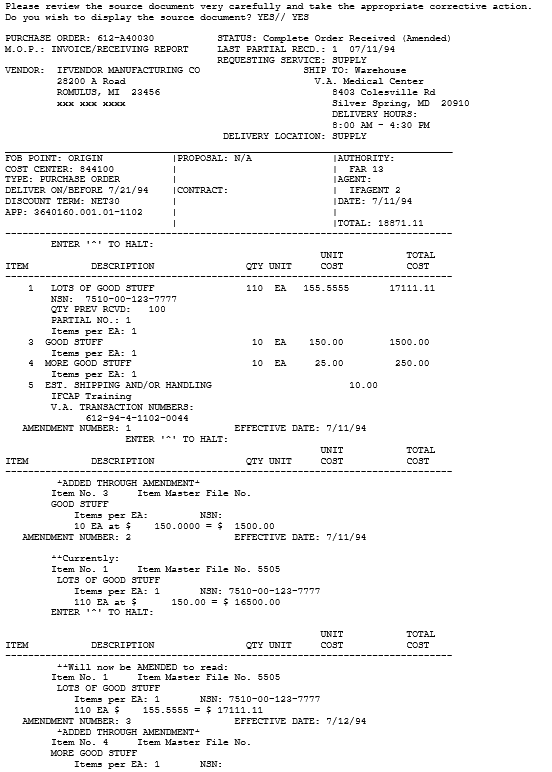 Please review the source document very carefully and take the appropriate corrective action.
Do you wish to display the source document? YES// YES
PURCHASE ORDER: 612-A40030 STATUS: Complete Order Received (Amended)
M.O.P.: INVOICE/RECEIVING REPORT LAST PARTIAL RECD.: 1 07/11/94
REQUESTING SERVICE: SUPPLY
VENDOR: IFVENDOR MANUFACTURING CO SHIP TO: Warehouse
28200 A Road V.A. Medical Center
ROMULUS, MI 23456 8403 Colesville Rd
xxx xxx xxxx Silver Spring, MD 20910
DELIVERY HOURS:
8:00 AM - 4:30 PM
DELIVERY LOCATION: SUPPLY
FOB POINT: ORIGIN |PROPOSAL: N/A |AUTHORITY:
COST CENTER: 844100 | | FAR 13
TYPE: PURCHASE ORDER | |AGENT:
DELIVER ON/BEFORE 7/21/94 |CONTRACT: | IFAGENT 2
DISCOUNT TERM: NET30 | |DATE: 7/11/94
APP: 3640160.001.01-1102 | |
| |TOTAL: 18871.11
--------------------------------------------------------------------------------
ENTER '^' TO HALT:
UNIT TOTAL
ITEM DESCRIPTION QTY UNIT COST COST
--------------------------------------------------------------------------------
1 LOTS OF GOOD STUFF 110 EA 155.5555 17111.11
NSN: 7510-00-123-7777
QTY PREV RCVD: 100
PARTIAL NO.: 1
Items per EA: 1
3 GOOD STUFF 10 EA 150.00 1500.00
Items per EA: 1
4 MORE GOOD STUFF 10 EA 25.00 250.00
Items per EA: 1
5 EST. SHIPPING AND/OR HANDLING 10.00
IFCAP Training
V.A. TRANSACTION NUMBERS:
612-94-4-1102-0044
AMENDMENT NUMBER: 1 EFFECTIVE DATE: 7/11/94
ENTER '^' TO HALT:
UNIT TOTAL
ITEM DESCRIPTION QTY UNIT COST COST
--------------------------------------------------------------------------------
*ADDED THROUGH AMENDMENT*
Item No. 3 Item Master File No.
GOOD STUFF
Items per EA: NSN:
10 EA at $ 150.0000 = $ 1500.00
AMENDMENT NUMBER: 2 EFFECTIVE DATE: 7/11/94
**Currently:
Item No. 1 Item Master File No. 5505
LOTS OF GOOD STUFF
Items per EA: 1 NSN: 7510-00-123-7777
110 EA at $ 150.00 = $ 16500.00
ENTER '^' TO HALT:
UNIT TOTAL
ITEM DESCRIPTION QTY UNIT COST COST
--------------------------------------------------------------------------------
**Will now be AMENDED to read:
Item No. 1 Item Master File No. 5505
LOTS OF GOOD STUFF
Items per EA: 1 NSN: 7510-00-123-7777
110 EA $ 155.5555 = $ 17111.11
AMENDMENT NUMBER: 3 EFFECTIVE DATE: 7/12/94
*ADDED THROUGH AMENDMENT*
Item No. 4 Item Master File No.
MORE GOOD STUFF
Items per EA: 1 NSN: